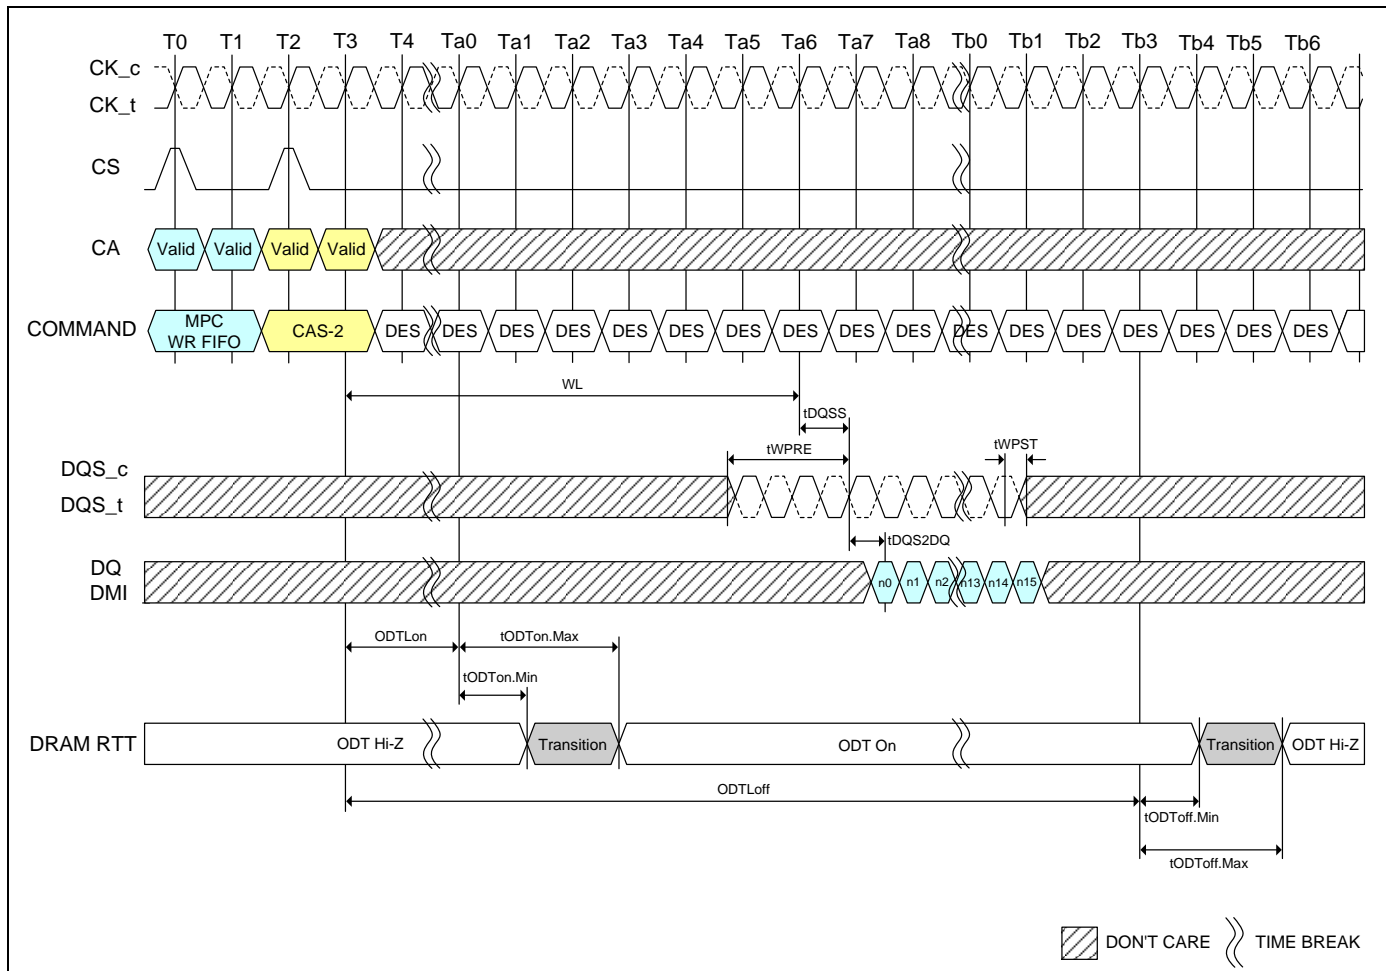 T0 T1 T2 T3 T4 Ta0 Ta1 Ta2 Ta3 Ta4 Ta5 Ta6 Ta7 Ta8 Tb0 Tb1 Tb2 Tb3 Tb4 Tb5 Tb6
CK_c
CK_t
CS
CA Valid Valid Valid Valid
COMMAND MPC WR FIFO CAS-2 DES DES DES DES DES DES DES DES DES DES DES DES DES DES DES DES DES
WL
tDQSS
tWPRE tWPST
DQS_c
DQS_t
tDQS2DQ
DQ
DMI
n0 n1 n2 n13 n14 n15
ODTLon tODTon.Max
tODTon.Min
DRAM RTT ODT Hi-Z Transition ODT On Transition ODT Hi-Z
ODTLoff
tODToff.Min
tODToff.Max
DON'T CARE TIME BREAK